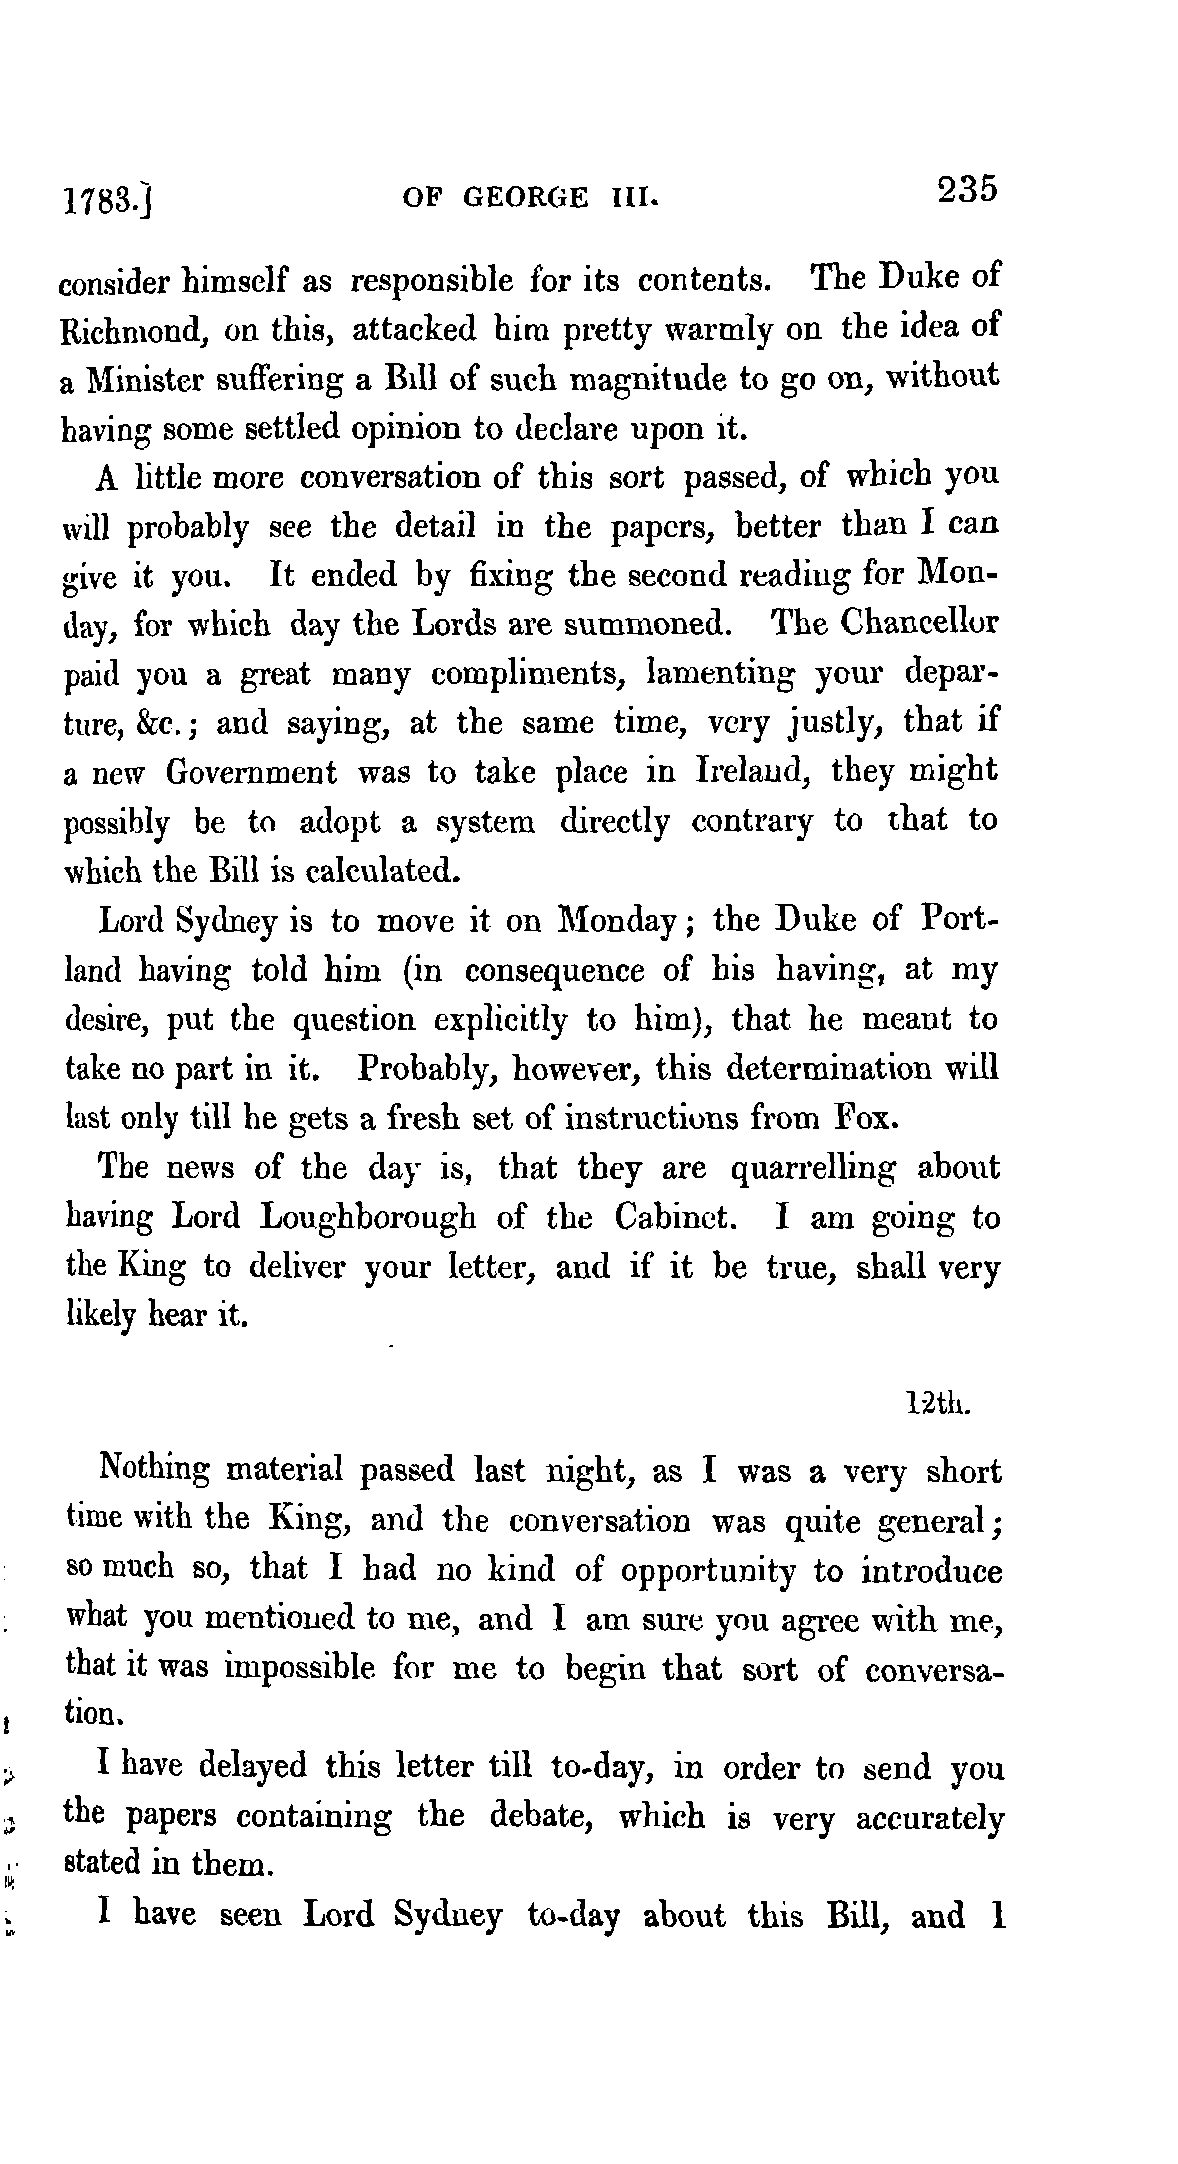 1783.] OF GEORGE III. 235
consider himself as responsible for its contents. The Duke of
Richmond, on this, attacked him pretty warmly on the idea of
a Minister suffering a Bill of such magnitude to go on, without
having some settled opinion to declare upon it.
A little more conversation of this sort passed, of which you
will probably see the detail in the papers, better than I can
give it you. It ended by fixing the second reading for Mon-
day, for which day the Lords are summoned. The Chancellor
paid you a great many compliments, lamenting your depar-
ture, &c.; and saying, at the same time, very justly, that if
a new Government was to take place in Ireland, they might
possibly be to adopt a system directly contrary to that to
which the Bill is calculated.
Lord Sydney is to move it on Monday; the Duke of Port-
land having told him (in consequence of his having, at my
desire, put the question explicitly to him), that he meant to
take no part in it. Probably, however, this determination will
last only till he gets a fresh set of instructions from Fox.
The news of the day is, that they are quarrelling about
having Lord Loughborough of the Cabinet. I am going to
the King to deliver your letter, and if it be true, shall very
likely hear it.
12th.
Nothing material passed last night, as I was a very short
time with the King, and the conversation was quite general;
so much so, that I had no kind of opportunity to introduce
what you mentioned to me, and I am sure you agree with me,
that it was impossible for me to begin that sort of conversa-
tion.
I have delayed this letter till to-day, in order to send you
the papers containing the debate, which is very accurately
stated in them.
I have seen Lord Sydney to-day about this Bill, and I